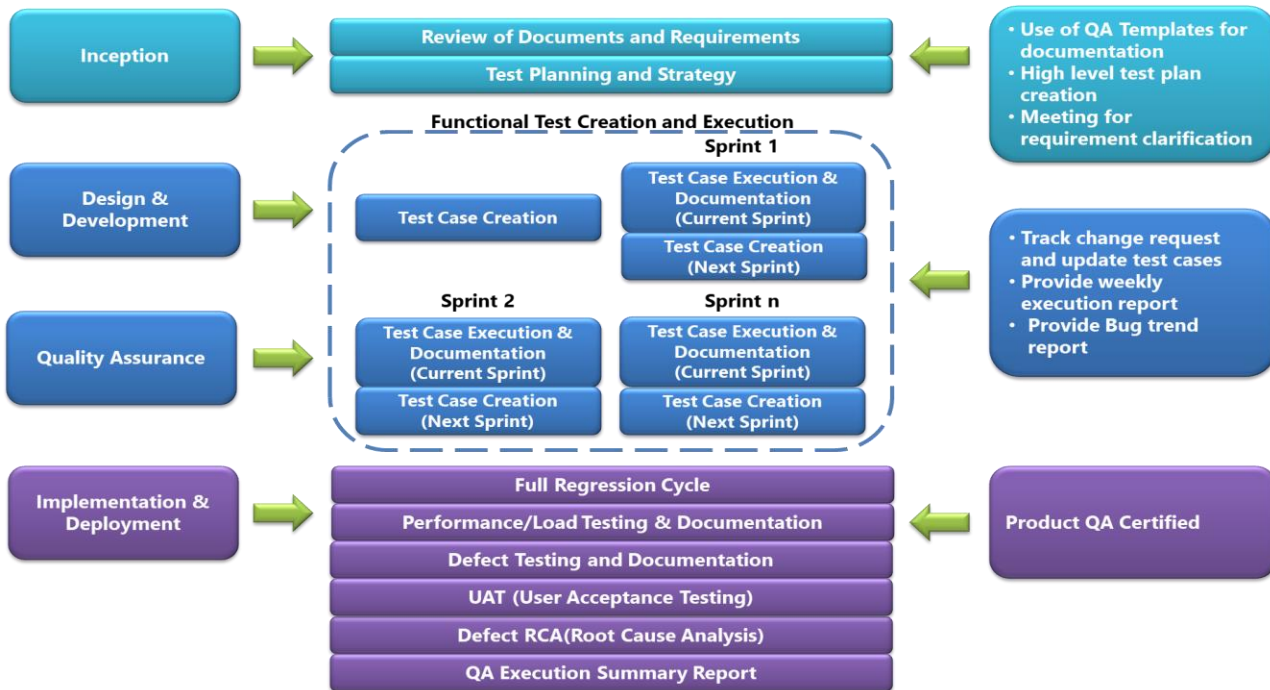 Inception
Review of Documents and Requirements
Test Planning and Strategy
• Use of QA Templates for
documentation
• High level test plan
creation
• Meeting for
requirement clarification
Functional Test Creation and Execution
Design &
Development
Test Case Creation
Sprint 1
Test Case Execution &
Documentation
(Current Sprint)
Test Case Creation
(Next Sprint)
• Track change request
and update test cases
• Provide weekly
execution report
• Provide Bug trend
report
Quality Assurance
Sprint 2
Test Case Execution &
Documentation
(Current Sprint)
Test Case Creation
(Next Sprint)
Sprint n
Test Case Execution &
Documentation
(Current Sprint)
Test Case Creation
(Next Sprint)
Implementation &
Deployment
Full Regression Cycle
Performance/Load Testing & Documentation
Defect Testing and Documentation
UAT (User Acceptance Testing)
Defect RCA(Root Cause Analysis)
QA Execution Summary Report
Product QA Certified